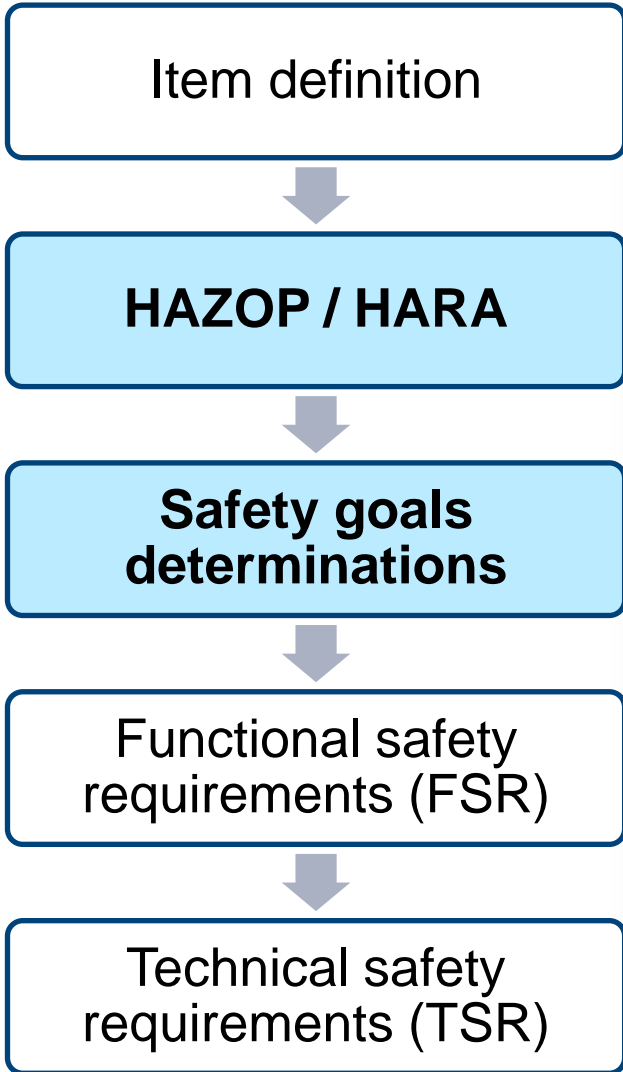 Item definition
HAZOP / HARA
Safety goals
determinations
Functional safety
requirements (FSR)
Technical safety
requirements (TSR)